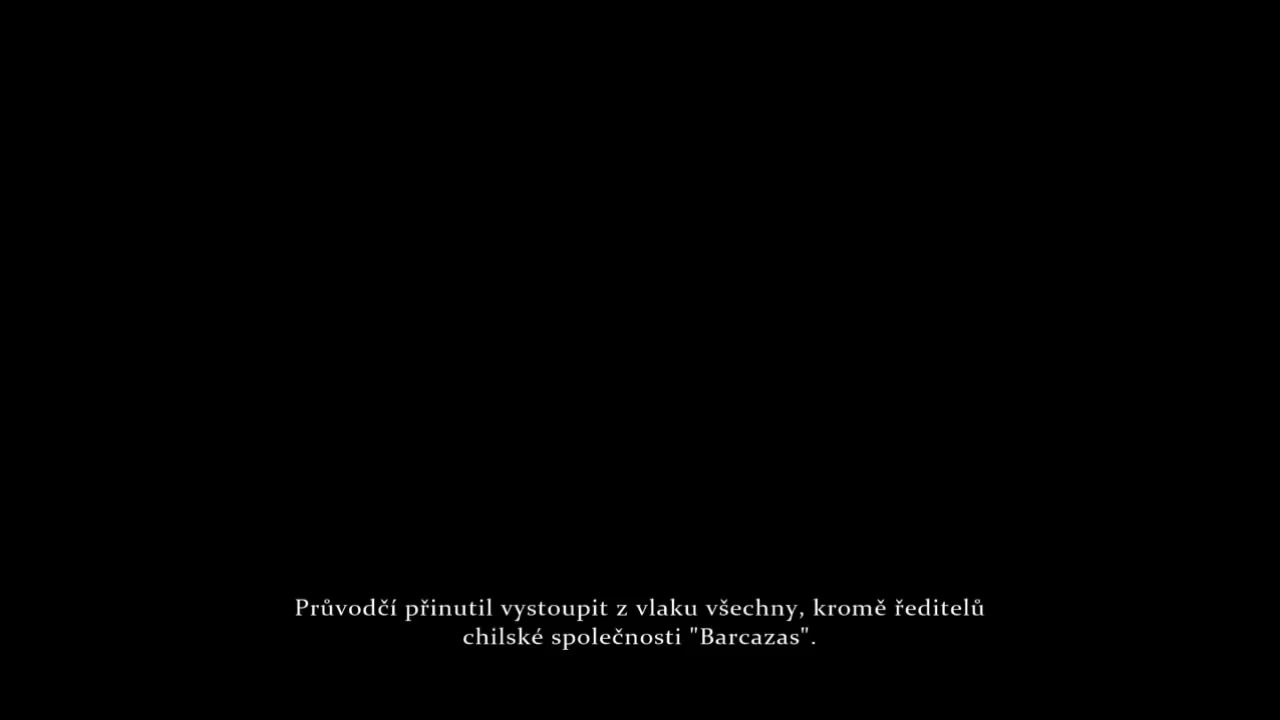 Průvodčí přinutil vystoupit z vlaku všechny, kromě ředitelů
chilské společnosti "Barcazas".